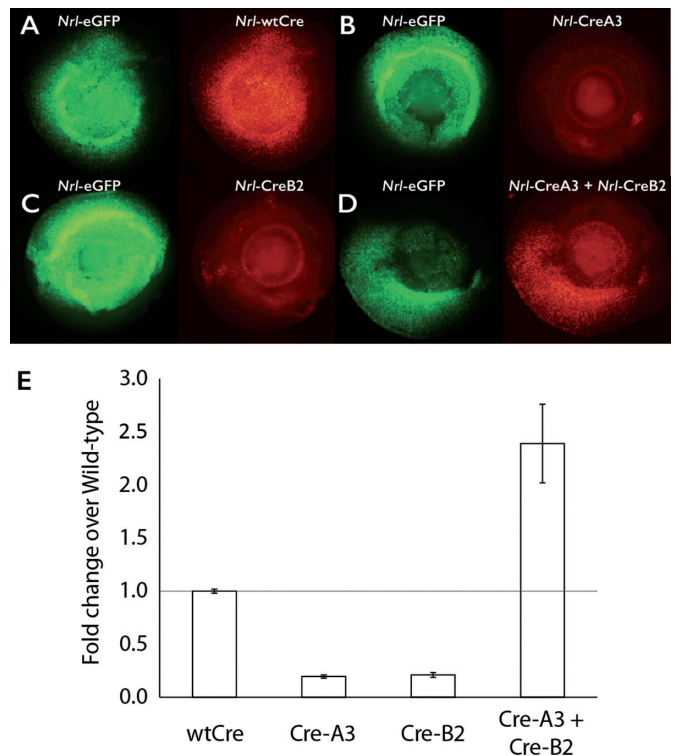 A Nrl-eGFP Nrl-wtCre B Nrl-eGFP Nrl-CreA3
C Nrl-eGFP Nrl-CreB2 D Nrl-eGFP Nrl-CreA3 + Nrl-CreB2
E
Fold change over Wild-type
3.0
2.5
2.0
1.5
1.0
0.5
0.0
wtCre Cre-A3 Cre-B2 Cre-A3 +
Cre-B2